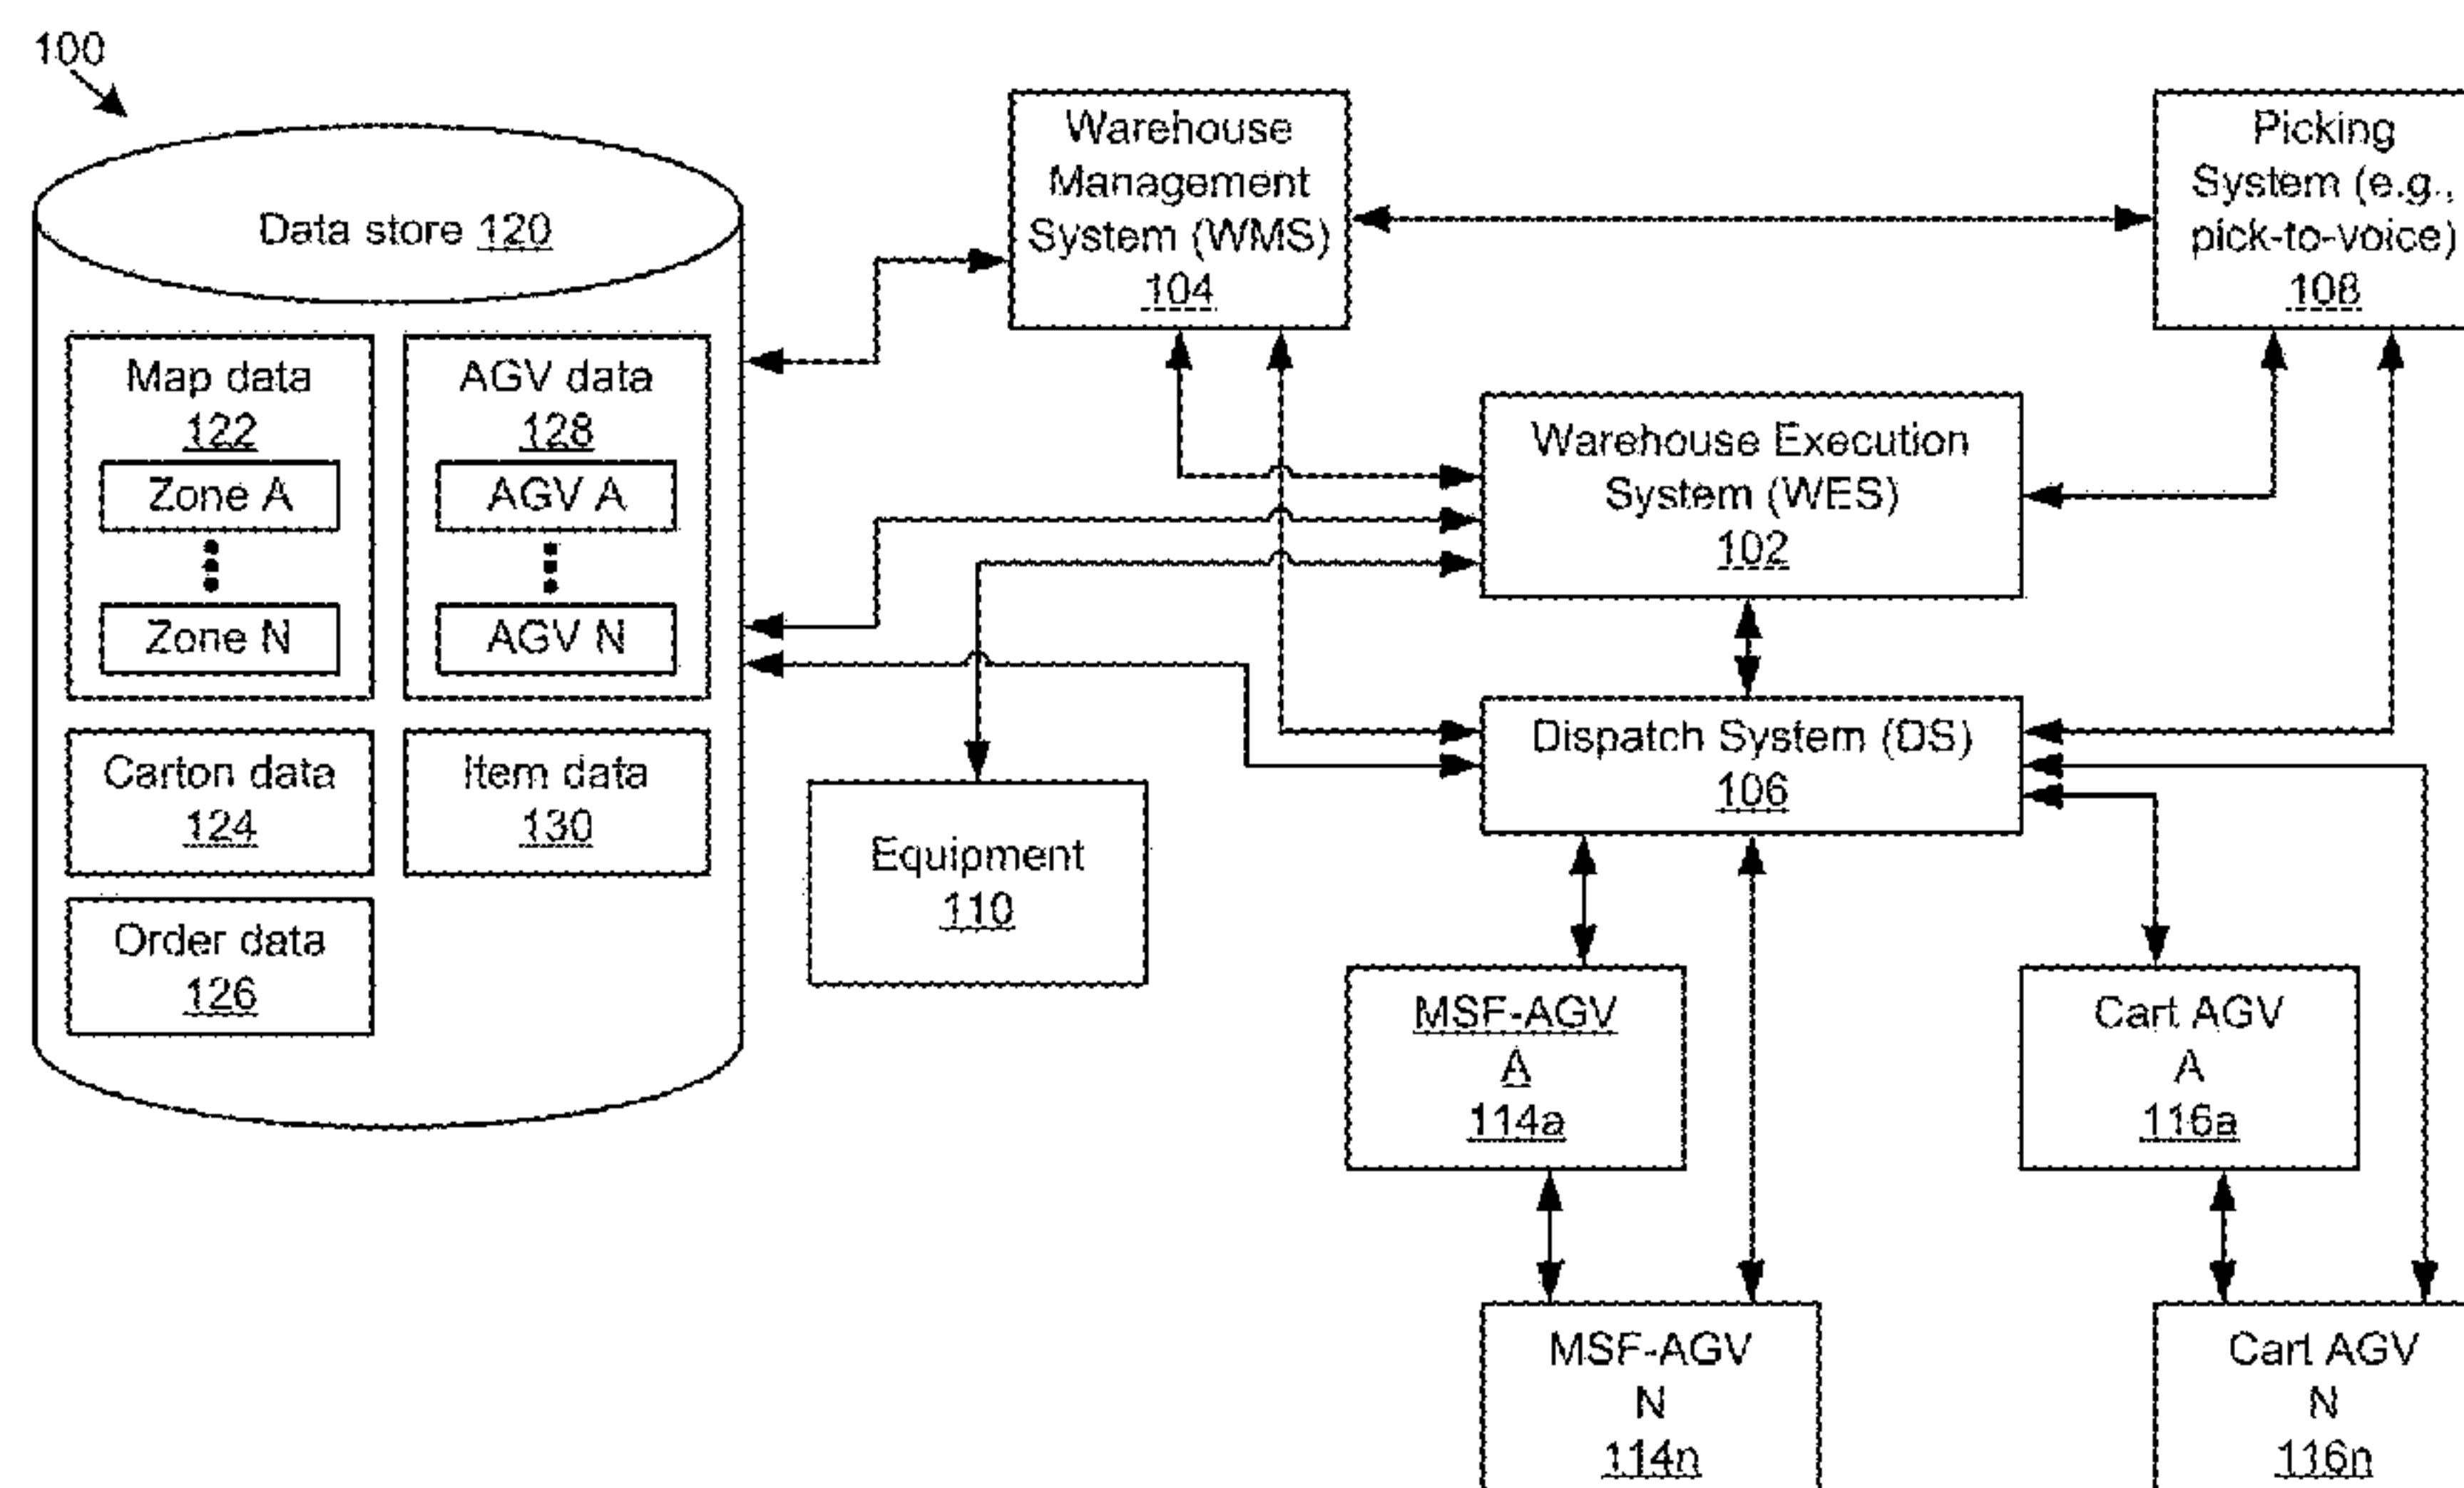 100
Data store 120
Map data
122
Zone A
Zone N
AGV data
128
AGV A
AGV N
Carton data
124
Item data
130
Order data
126
Warehouse
Management
System (WMS)
104
Picking
System (e.g.,
pick-to-voice)
108
Warehouse Execution
System (WES)
102
Dispatch System (DS)
106
Equipment
110
MSF-AGV
A
114a
Cart AGV
A
116a
MSF-AGV
N
114n
Cart AGV
N
116n